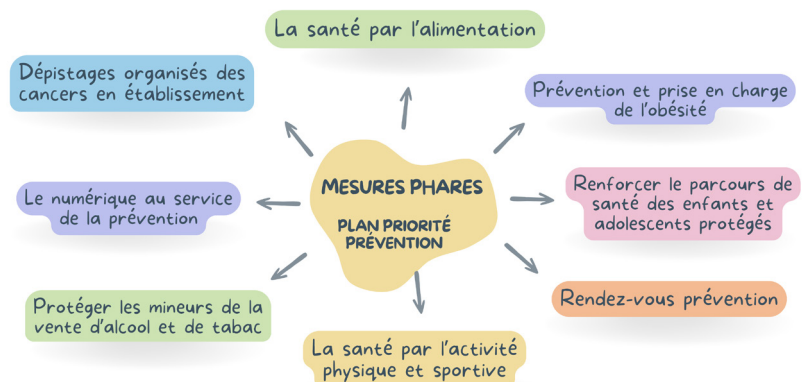 La santé par l'alimentation
Dépistages organisés des
cancers en établissement
Prévention et prise en charge
de l'obésité
MESURES PHARES
PLAN PRIORITÉ
PRÉVENTION
Le numérique au service
de la prévention
Renforcer le parcours de
santé des enfants et
adolescents protégés
Protéger les mineurs de la
vente d'alcool et de tabac
Rendez-vous prévention
La santé par l'activité
physique et sportive